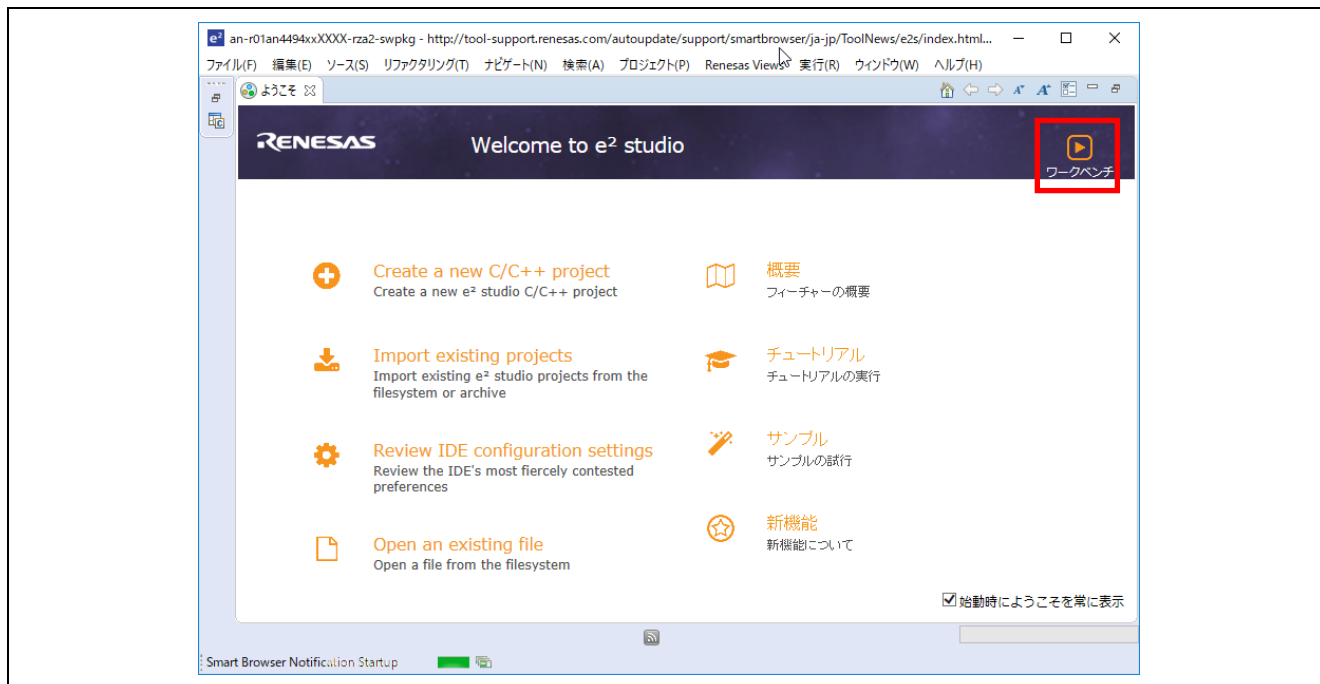 e² an-r01an4494xxXXXX-rza2-swpkg - http://tool-support.renesas.com/autoupdate/support/smartbrowser/ja-jp/ToolNews/e2s/index.html...
ファイル(F) 編集(E) ソース(S) リファクタリング(T) ナビゲート(N) 検索(A) プロジェクト(P) Renesas Views 実行(R) ウィンドウ(W) ヘルプ(H)
ようこそ
RENESAS
Welcome to e² studio
ワークベンチ
Create a new C/C++ project
Create a new e² studio C/C++ project
Import existing projects
Import existing e² studio projects from the
filesystem or archive
Review IDE configuration settings
Review the IDE's most fiercely contested
preferences
Open an existing file
Open a file from the filesystem
概要
フィーチャーの概要
チュートリアル
チュートリアルの実行
サンプル
サンプルの試行
新機能
新機能について
始動時にようこそを常に表示
Smart Browser Notification Startup